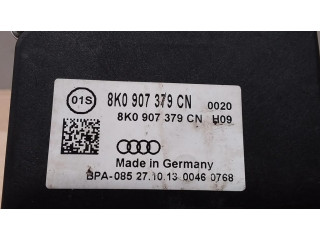 01S
8K0 907 379 CN 0020
8K0 907 379 CN H09
Made in Germany
BPA-085 27.10.13 0046 0768